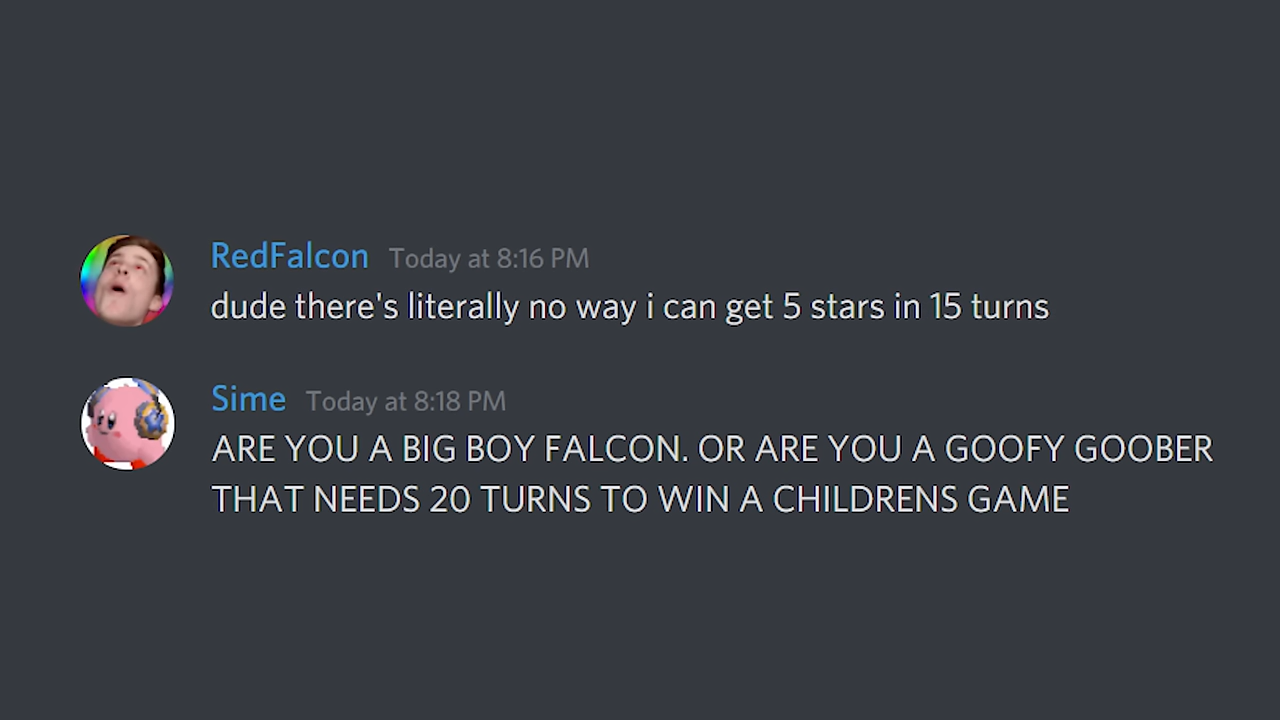 RedFalcon Today at 8:16 PM
dude there's literally no way i can get 5 stars in 15 turns
Sime Today at 8:18 PM
ARE YOU A BIG BOY FALCON. OR ARE YOU A GOOFY GOOBER
THAT NEEDS 20 TURNS TO WIN A CHILDRENS GAME